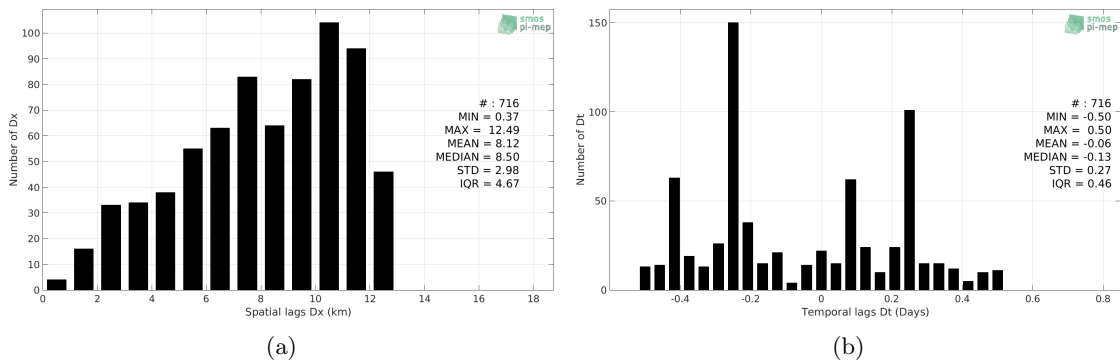 smos
pi-mep
100
90
80
70
60
50
40
30
20
10
0
Number of Dx
# : 716
MIN = 0.37
MAX = 12.49
MEAN = 8.12
MEDIAN = 8.50
STD = 2.98
IQR = 4.67
0 2 4 6 8 10 12 14 16 18
Spatial lags Dx (km)
(a)
smos
pi-mep
150
100
50
0
Number of Dt
# : 716
MIN = -0.50
MAX = 0.50
MEAN = -0.06
MEDIAN = -0.13
STD = 0.27
IQR = 0.46
-0.4 -0.2 0 0.2 0.4 0.6 0.8
Temporal lags Dt (Days)
(b)